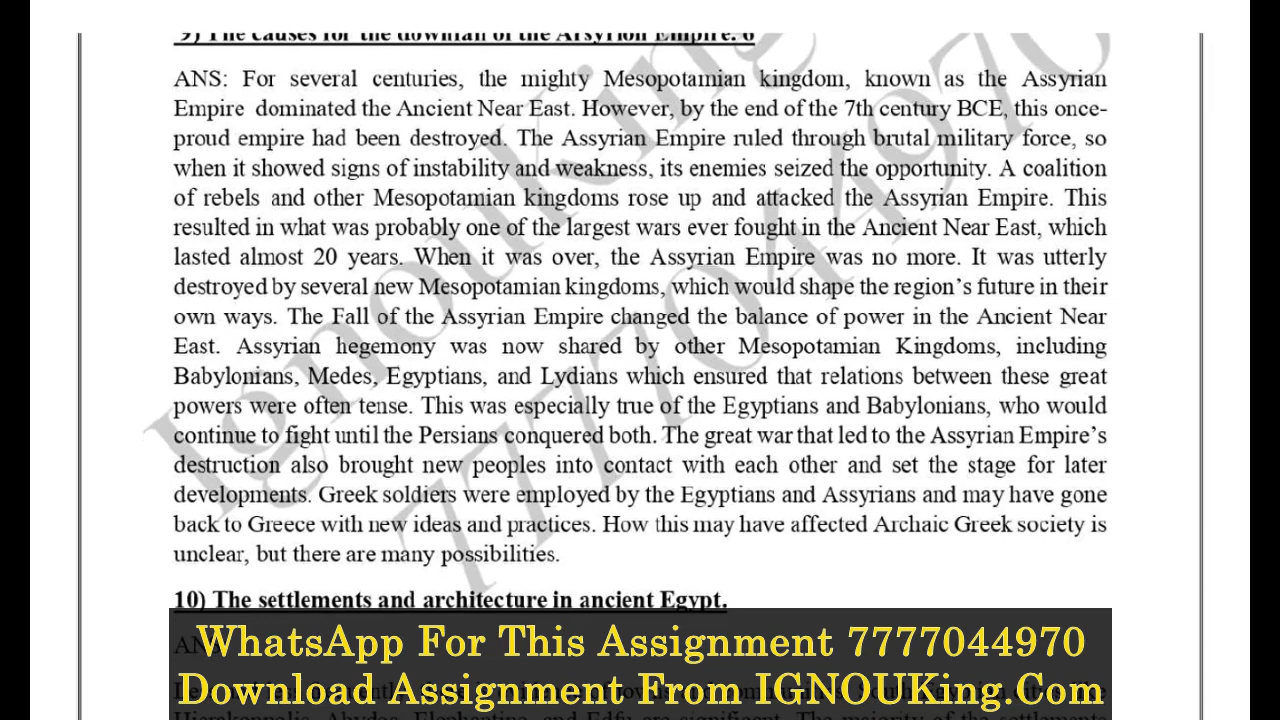 9) The causes for the downfall of the Arsyrion Empire. 6
ANS: For several centuries, the mighty Mesopotamian kingdom, known as the Assyrian
Empire dominated the Ancient Near East. However, by the end of the 7th century BCE, this once-
proud empire had been destroyed. The Assyrian Empire ruled through brutal military force, so
when it showed signs of instability and weakness, its enemies seized the opportunity. A coalition
of rebels and other Mesopotamian kingdoms rose up and attacked the Assyrian Empire. This
resulted in what was probably one of the largest wars ever fought in the Ancient Near East, which
lasted almost 20 years. When it was over, the Assyrian Empire was no more. It was utterly
destroyed by several new Mesopotamian kingdoms, which would shape the region's future in their
own ways. The Fall of the Assyrian Empire changed the balance of power in the Ancient Near
East. Assyrian hegemony was now shared by other Mesopotamian Kingdoms, including
Babylonians, Medes, Egyptians, and Lydians which ensured that relations between these great
powers were often tense. This was especially true of the Egyptians and Babylonians, who would
continue to fight until the Persians conquered both. The great war that led to the Assyrian Empire's
destruction also brought new peoples into contact with each other and set the stage for later
developments. Greek soldiers were employed by the Egyptians and Assyrians and may have gone
back to Greece with new ideas and practices. How this may have affected Archaic Greek society is
unclear, but there are many possibilities.
10) The settlements and architecture in ancient Egypt.
WhatsApp For This Assignment 7777044970
Download Assignment From IGNOUKing.Com